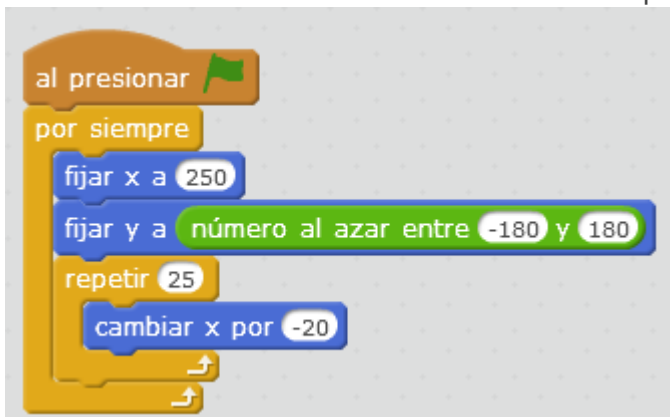 al presionar
por siempre
fijar x a 250
fijar y a número al azar entre -180 y 180
repetir 25
cambiar x por -20